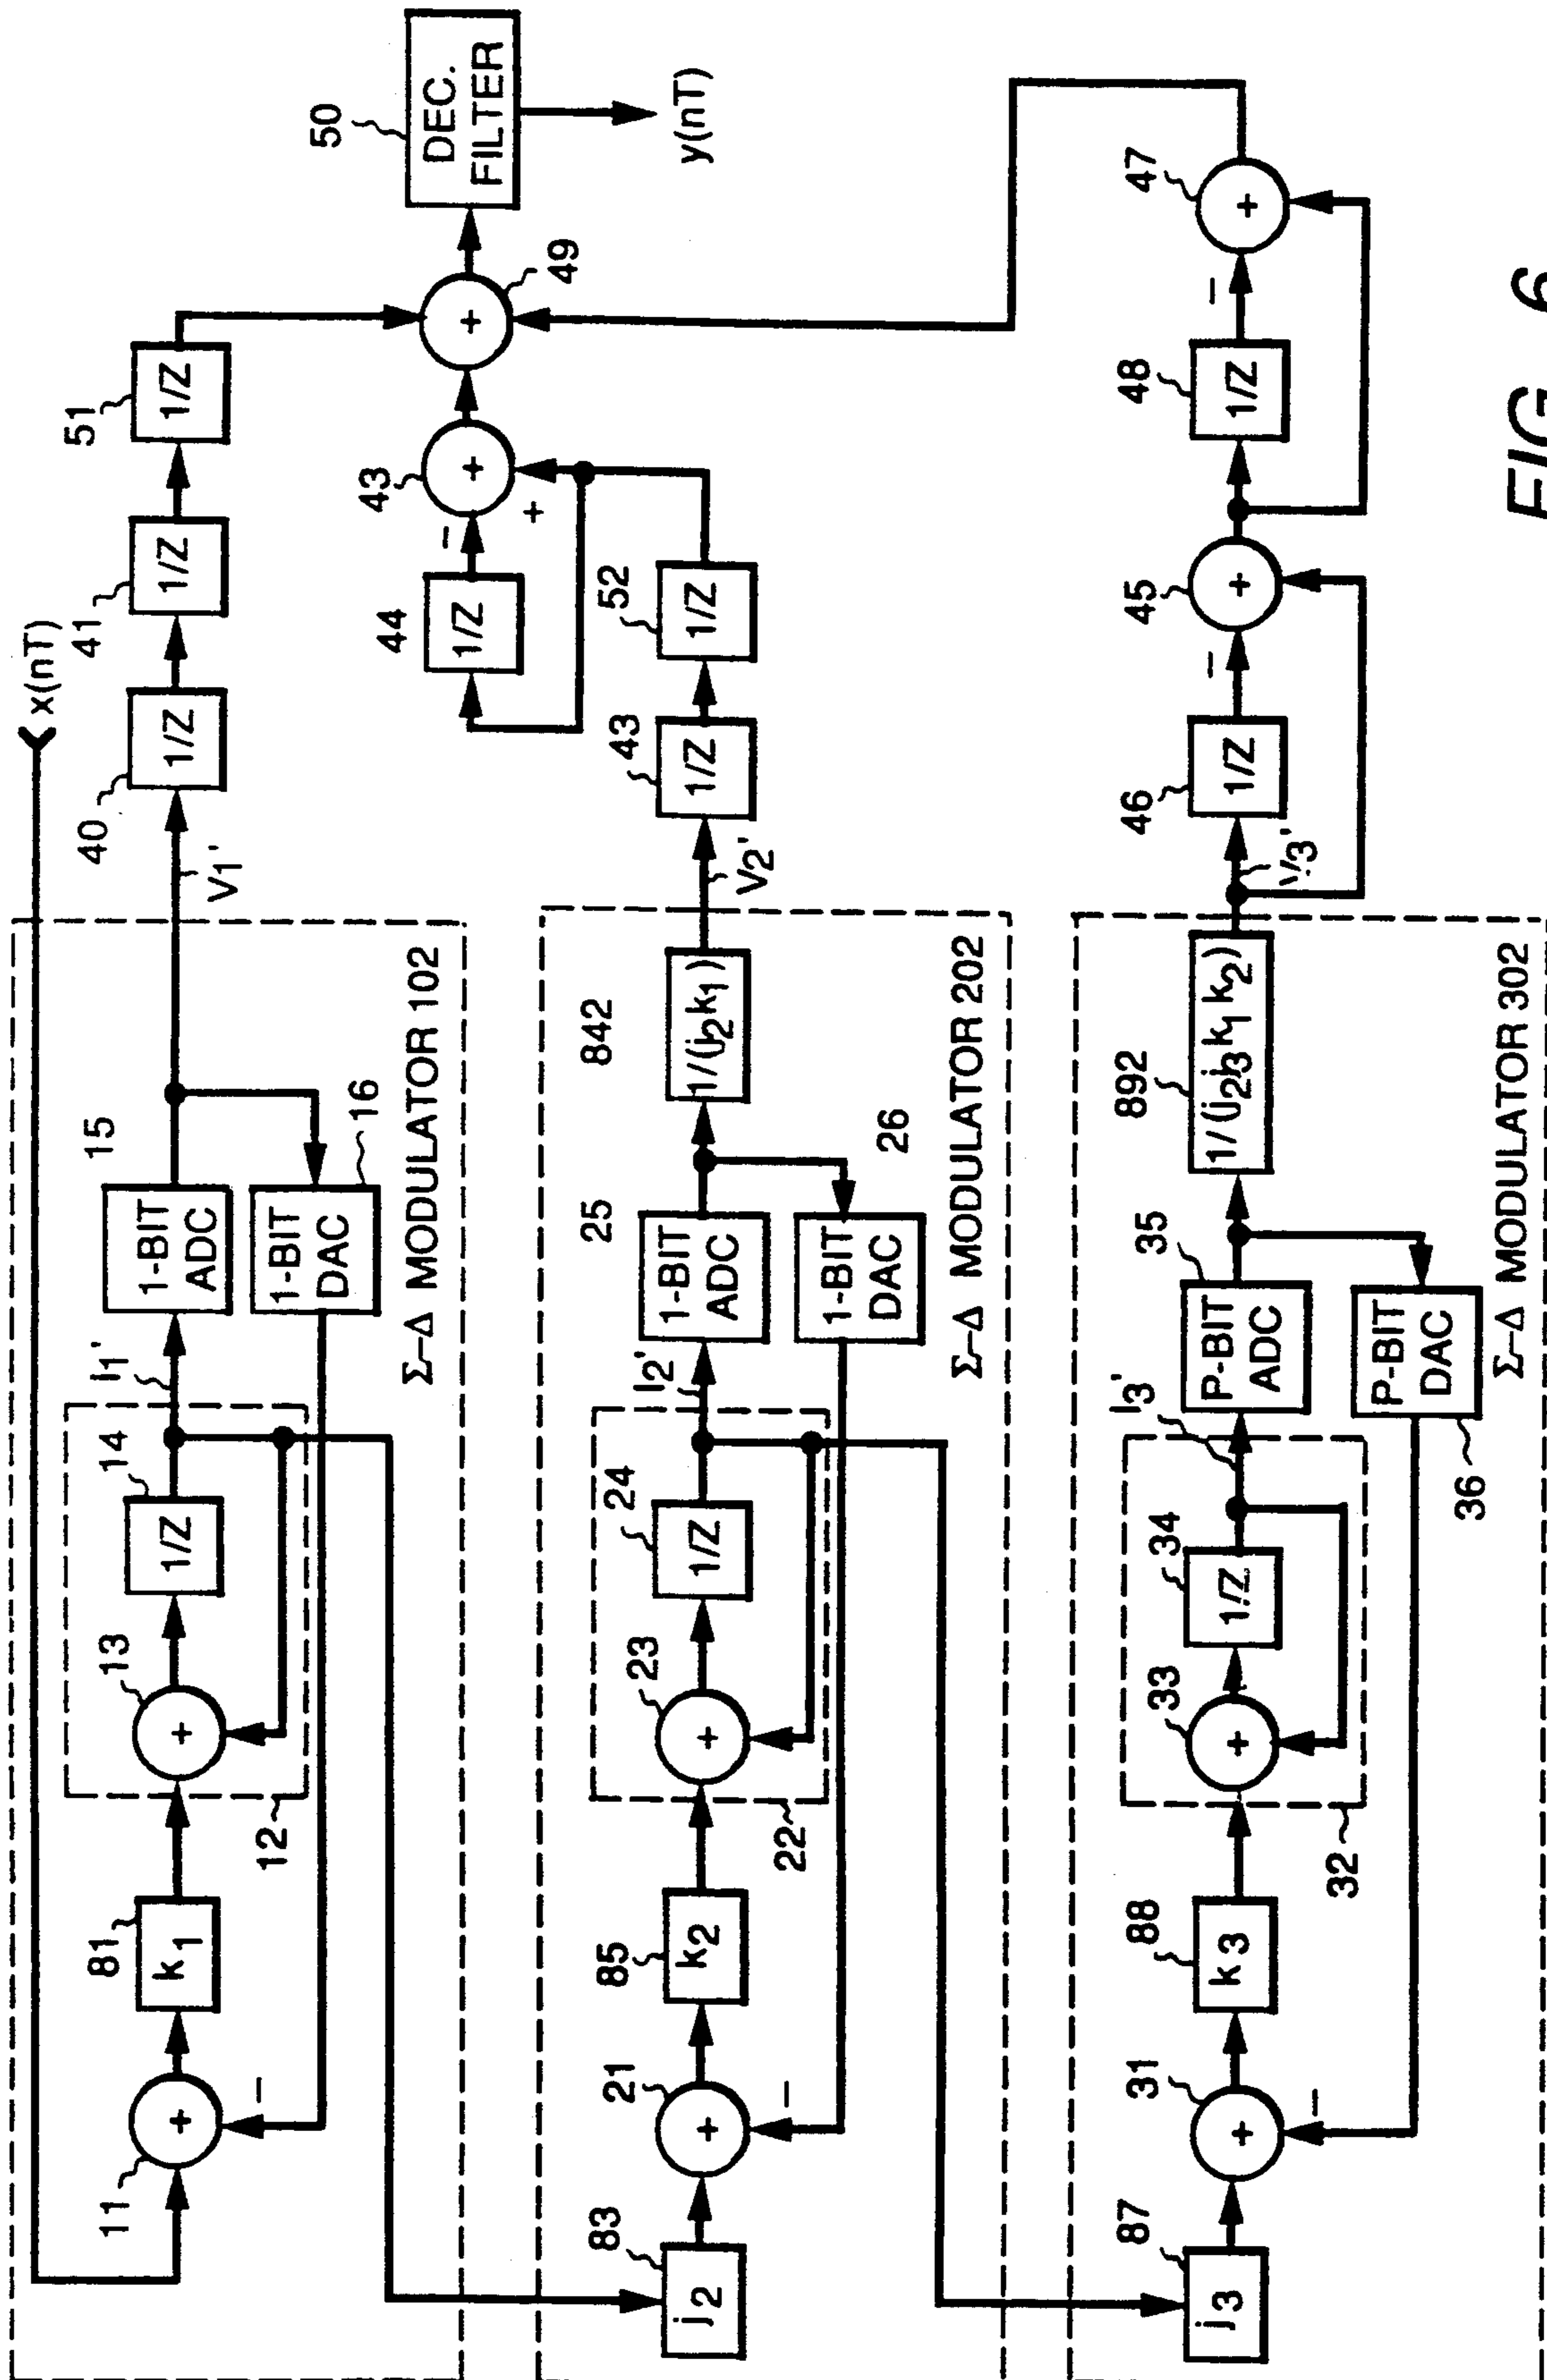 x(nT)
11
81
k₁
13
14
1/Z
12
I₁'
15
1-BIT
ADC
1-BIT
DAC
16
Σ–Δ MODULATOR 102
V₁'
40
1/Z
41
1/Z
51
1/Z
+
−
+
83
j₂
21
+
−
85
k₂
23
+
24
1/Z
22
I₂'
25
1-BIT
ADC
1-BIT
DAC
26
842
1/(j₂k₁)
Σ–Δ MODULATOR 202
V₂'
43
1/Z
52
1/Z
44
1/Z
−
+
43
+
49
+
50
DEC.
FILTER
y(nT)
87
j₃
31
+
−
88
k₃
33
+
34
1/Z
32
I₃'
35
P-BIT
ADC
P-BIT
DAC
36
892
1/(j₂j₃k₁k₂)
Σ–Δ MODULATOR 302
V₃'
46
1/Z
−
45
+
48
1/Z
−
47
+
FIG. 6